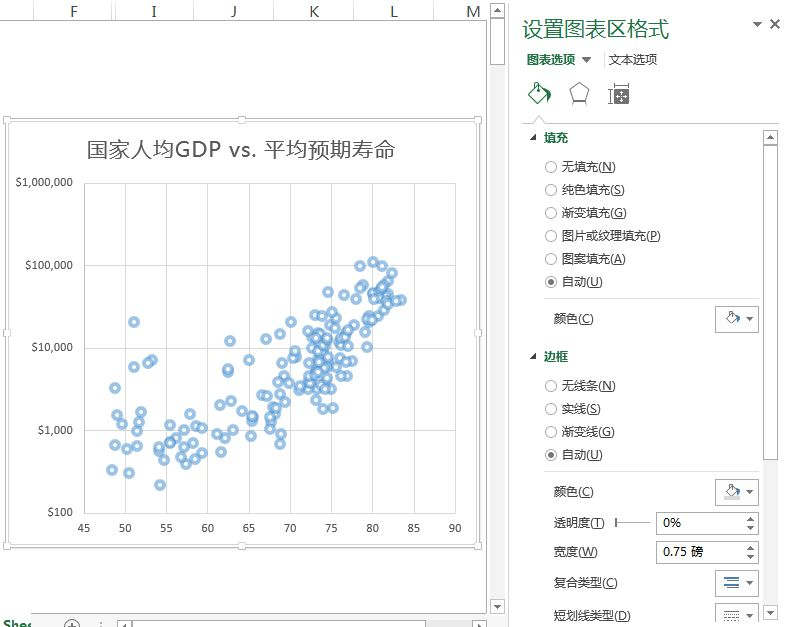 F I J K L M
设置图表区格式
图表选项 文本选项
国家人均GDP vs. 平均预期寿命
$1,000,000
$100,000
$10,000
$1,000
$100
45 50 55 60 65 70 75 80 85 90
填充
无填充(N)
纯色填充(S)
渐变填充(G)
图片或纹理填充(P)
图案填充(A)
自动(U)
颜色(C)
边框
无线条(N)
实线(S)
渐变线(G)
自动(U)
颜色(C)
透明度(T) 0%
宽度(W) 0.75 磅
复合类型(C)
短划线类型(D)